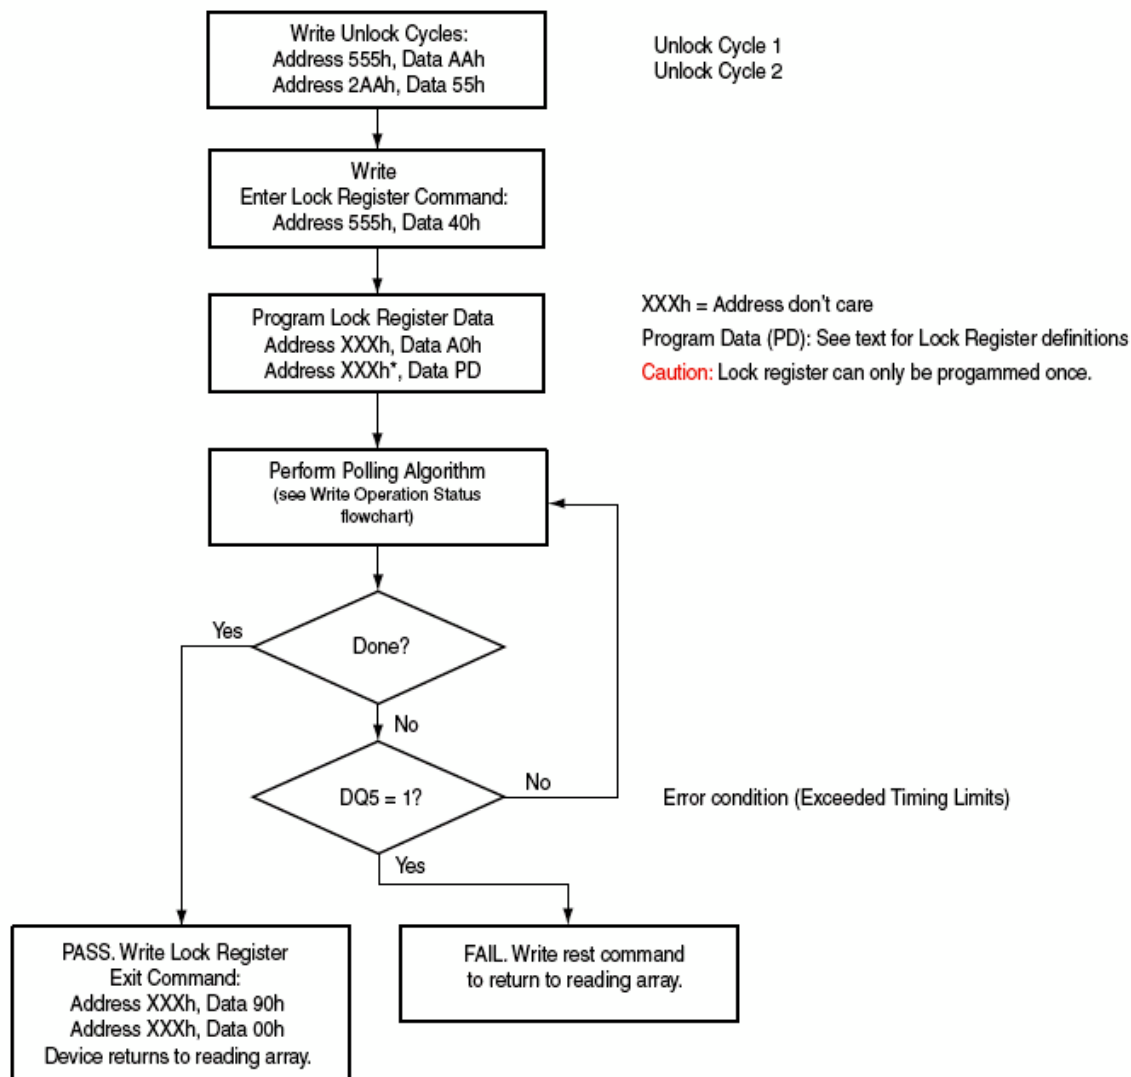 Write Unlock Cycles:
Address 555h, Data AAh
Address 2AAh, Data 55h
Unlock Cycle 1
Unlock Cycle 2
Write
Enter Lock Register Command:
Address 555h, Data 40h
Program Lock Register Data
Address XXXh, Data A0h
Address XXXh*, Data PD
XXXh = Address don't care
Program Data (PD): See text for Lock Register definitions
Caution: Lock register can only be progammed once.
Perform Polling Algorithm
(see Write Operation Status
flowchart)
Yes
Done?
No
DQ5 = 1?
No
Error condition (Exceeded Timing Limits)
Yes
PASS. Write Lock Register
Exit Command:
Address XXXh, Data 90h
Address XXXh, Data 00h
Device returns to reading array.
FAIL. Write rest command
to return to reading array.